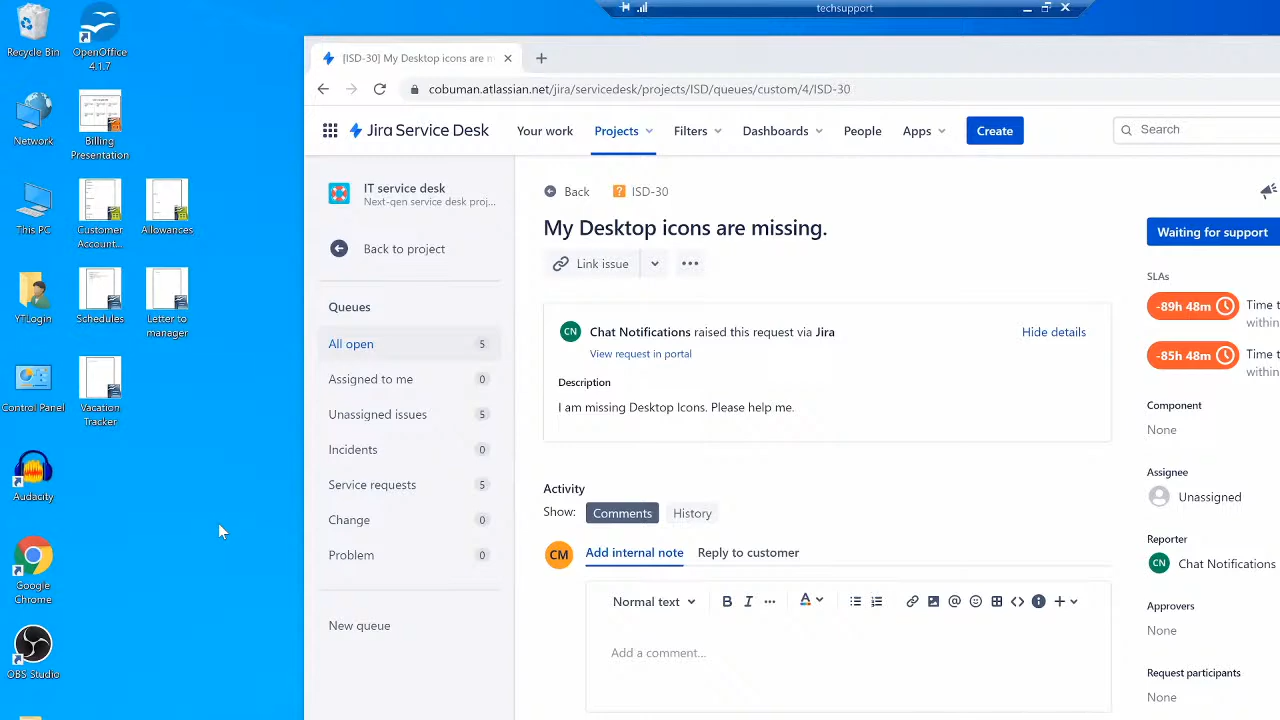 techsupport
Recycle Bin
OpenOffice
4.1.7
Network
Billing
Presentation
This PC
Customer
Account...
Allowances
YTLogin
Schedules
Letter to
manager
Control Panel
Vacation
Tracker
Audacity
Google
Chrome
OBS Studio
[ISD-30] My Desktop icons are m
cobuman.atlassian.net/jira/servicedesk/projects/ISD/queues/custom/4/ISD-30
Jira Service Desk
Your work
Projects
Filters
Dashboards
People
Apps
Create
Search
IT service desk
Next-gen service desk proj...
Back to project
Queues
All open 5
Assigned to me 0
Unassigned issues 5
Incidents 0
Service requests 5
Change 0
Problem 0
New queue
Back
ISD-30
My Desktop icons are missing.
Link issue
CN
Chat Notifications raised this request via Jira
Hide details
View request in portal
Description
I am missing Desktop Icons. Please help me.
Activity
Show:
Comments
History
CM
Add internal note
Reply to customer
Normal text
B I
A
Add a comment...
Waiting for support
SLAs
-89h 48m
Time t
within
-85h 48m
Time t
within
Component
None
Assignee
Unassigned
Reporter
CN
Chat Notifications
Approvers
None
Request participants
None